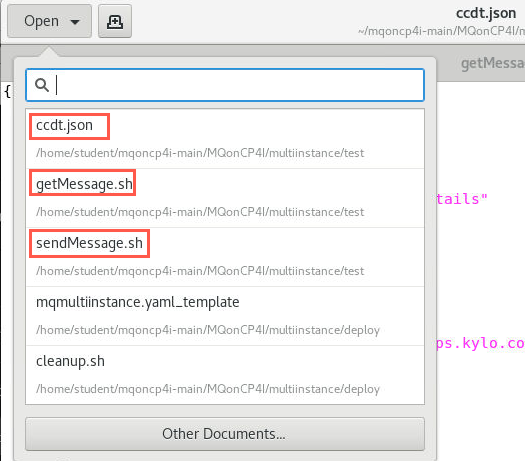 Open
ccdt.json
~/mqoncp4i-main/MQonCP4I/m
getMessa
{
ccdt.json
/home/student/mqoncp4i-main/MQonCP4I/multiinstance/test
getMessage.sh
/home/student/mqoncp4i-main/MQonCP4I/multiinstance/test
tails"
sendMessage.sh
/home/student/mqoncp4i-main/MQonCP4I/multiinstance/test
mqmultiinstance.yaml_template
/home/student/mqoncp4i-main/MQonCP4I/multiinstance/deploy
ps.kylo.co
cleanup.sh
/home/student/mqoncp4i-main/MQonCP4I/multiinstance/deploy
Other Documents...